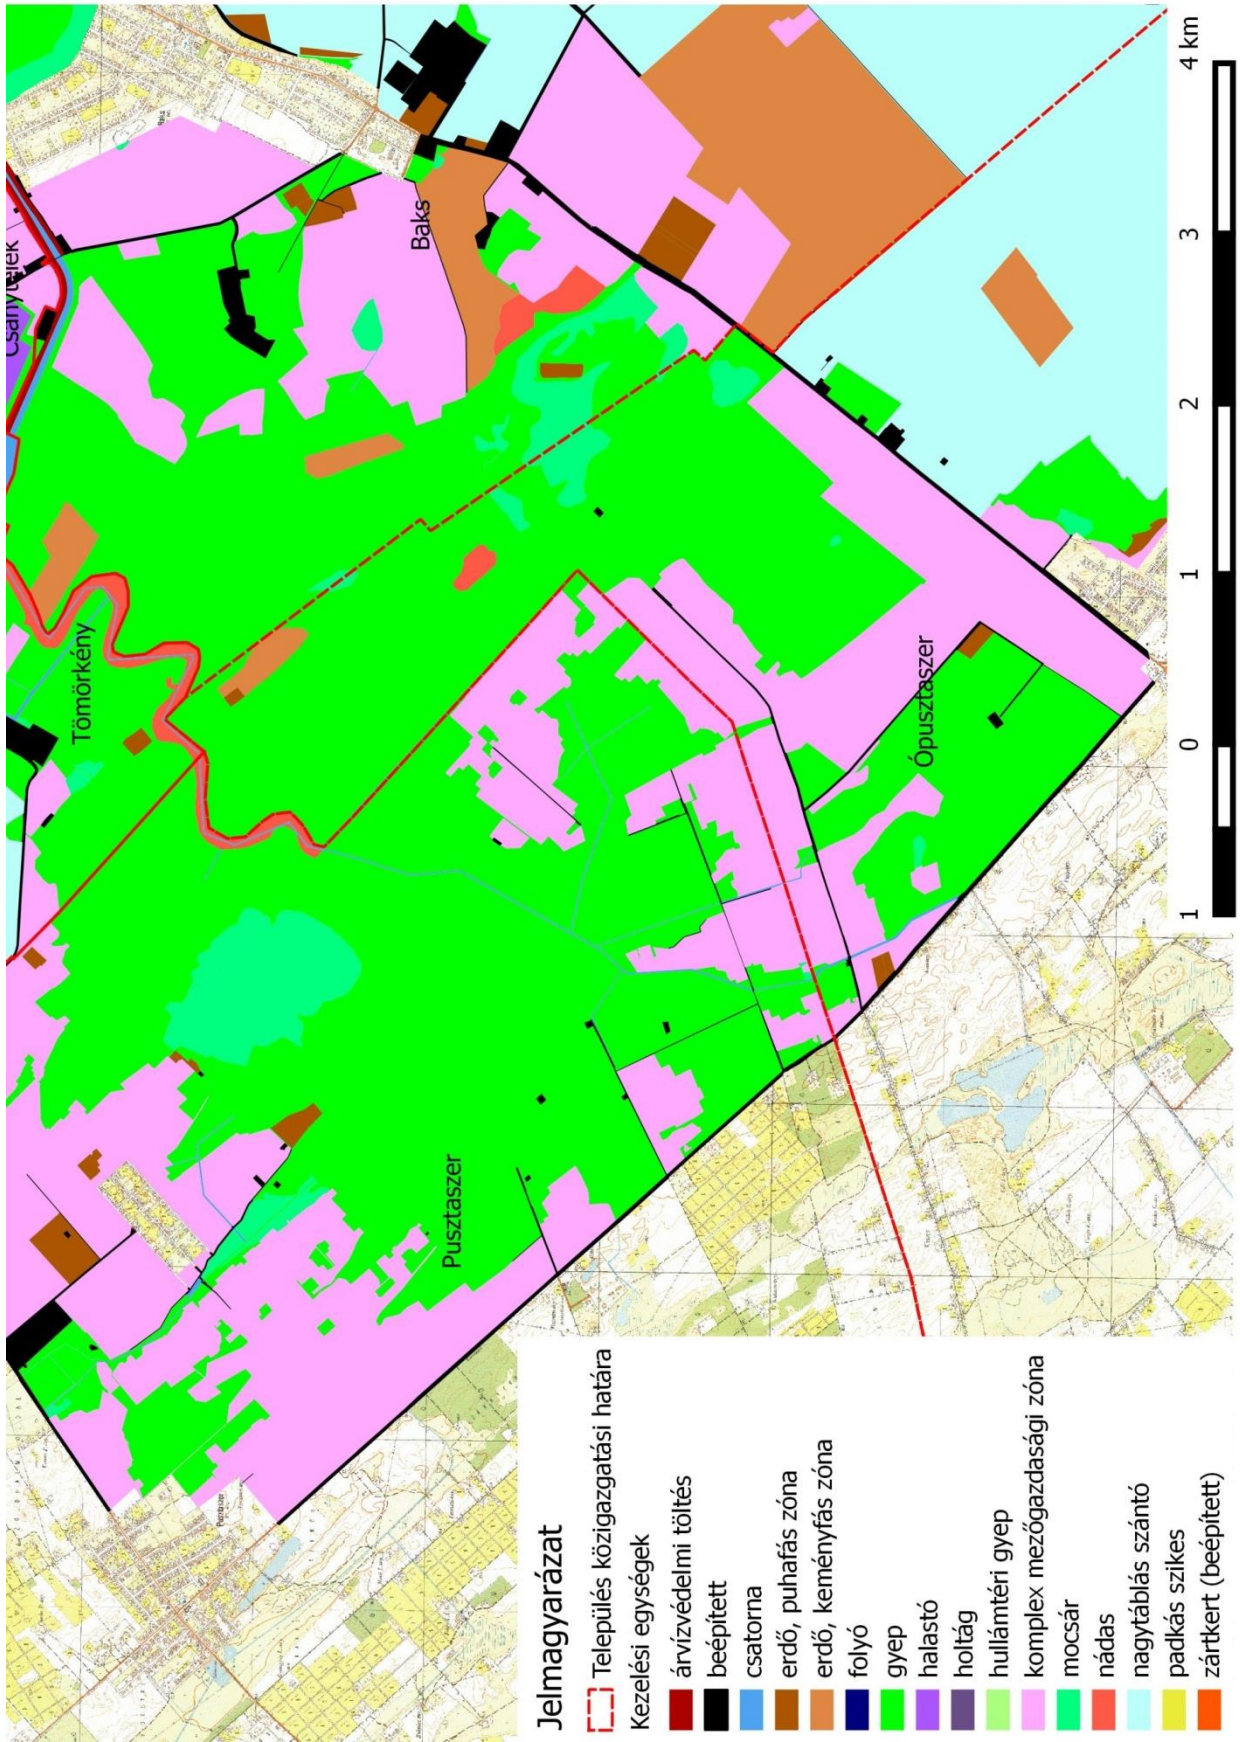 Csanytelek
Tömörkény
Baks
Pusztaszer
Ópusztaszer
Jelmagyarázat
Település közigazgatási határa
Kezelési egységek
árvízvédelmi töltés
beépített
csatorna
erdő, puhafás zóna
erdő, keményfás zóna
folyó
gyep
halastó
holtág
hullámtéri gyep
komplex mezőgazdasági zóna
mocsár
nádas
nagytáblás szántó
padkás szikes
zártkert (beépített)
1 0 1 2 3 4 km